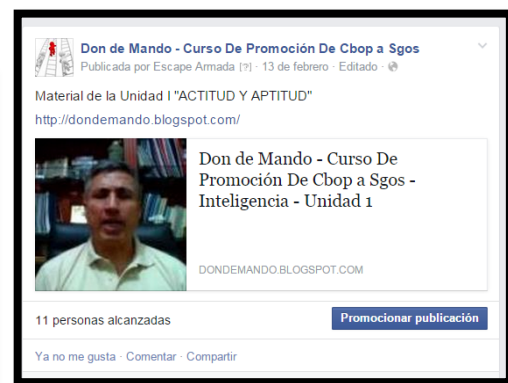 Don de Mando - Curso De Promoción De Cbop a Sgos
Publicada por Escape Armada [?] · 13 de febrero · Editado ·
Material de la Unidad I "ACTITUD Y APTITUD"
http://dondemando.blogspot.com/
Don de Mando - Curso De
Promoción De Cbop a Sgos -
Inteligencia - Unidad 1
DONDEMANDO.BLOGSPOT.COM
11 personas alcanzadas
Promocionar publicación
Ya no me gusta · Comentar · Compartir